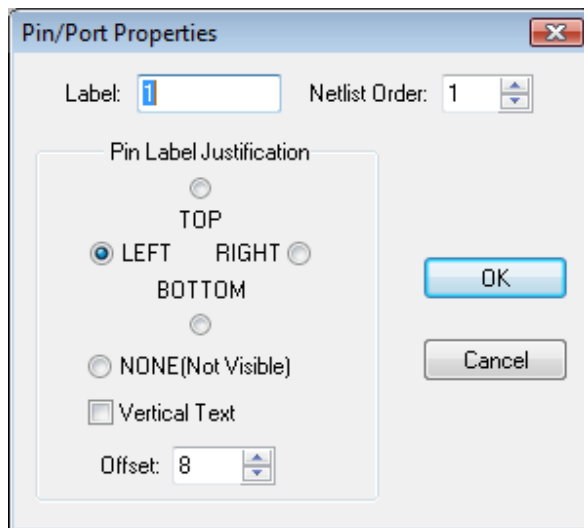 Pin/Port Properties
Label: 1 Netlist Order: 1
Pin Label Justification
TOP
LEFT RIGHT
BOTTOM
OK
NONE(Not Visible)
Cancel
Vertical Text
Offset: 8